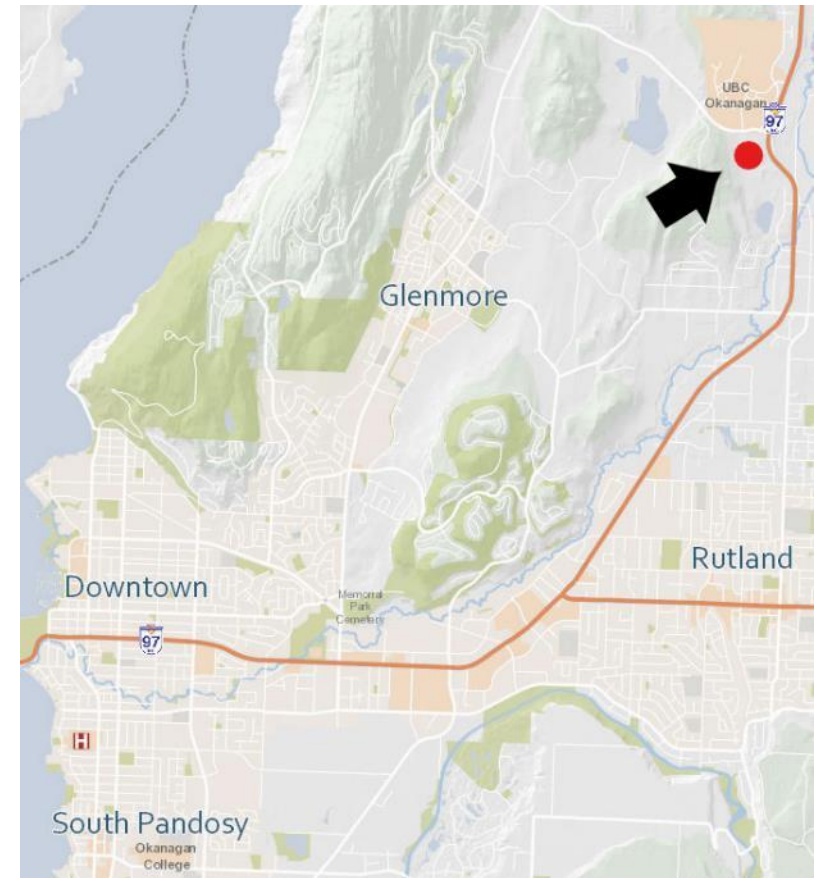 UBC
Okanagan
97
Glenmore
Rutland
Downtown
Memorial
Park
Cemetery
97
H
South Pandosy
Okanagan
College